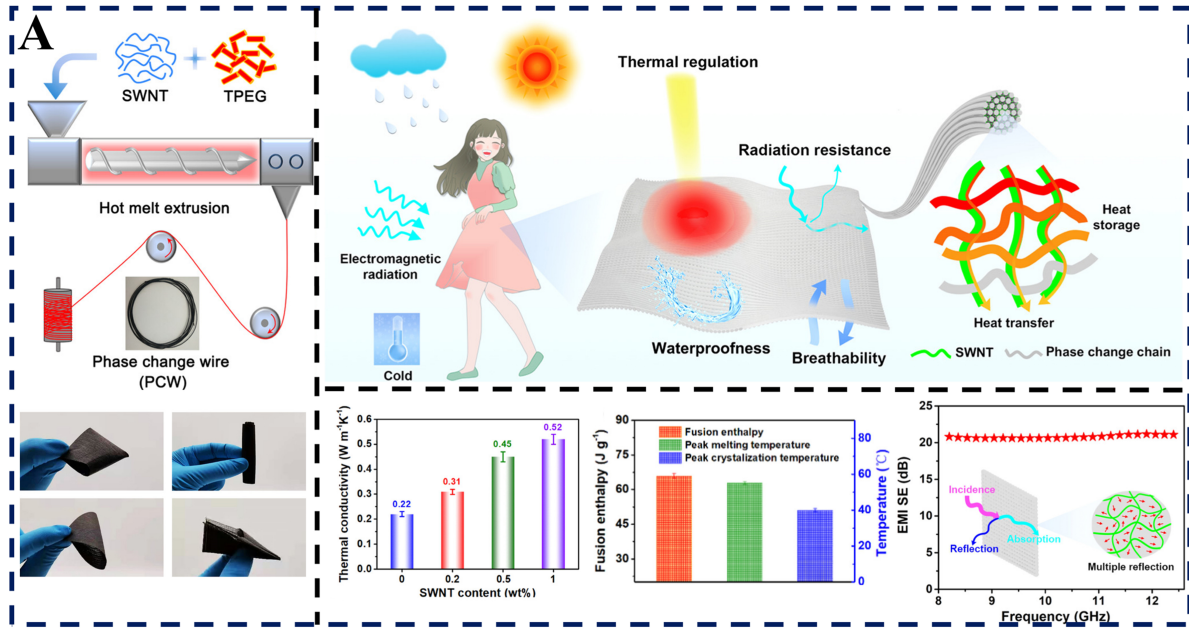 A
SWNT
TPEG
Hot melt extrusion
Phase change wire
(PCW)
Thermal regulation
Radiation resistance
Electromagnetic
radiation
Cold
Waterproofness
Breathability
Heat
storage
Heat transfer
SWNT
Phase change chain
Thermal conductivity (W m⁻¹K⁻¹)
0.6
0.5
0.4
0.3
0.2
0.1
0.0
0.22
0.31
0.45
0.52
0
0.2
0.5
1
SWNT content (wt%)
Fusion enthalpy (J g⁻¹)
90
75
60
45
30
Fusion enthalpy
Peak melting temperature
Peak crystalization temperature
80
60
40
20
0
Temperature (℃)
EMI SE (dB)
25
20
15
10
5
0
Incidence
Reflection
Absorption
Multiple reflection
8
9
10
11
12
Frequency (GHz)